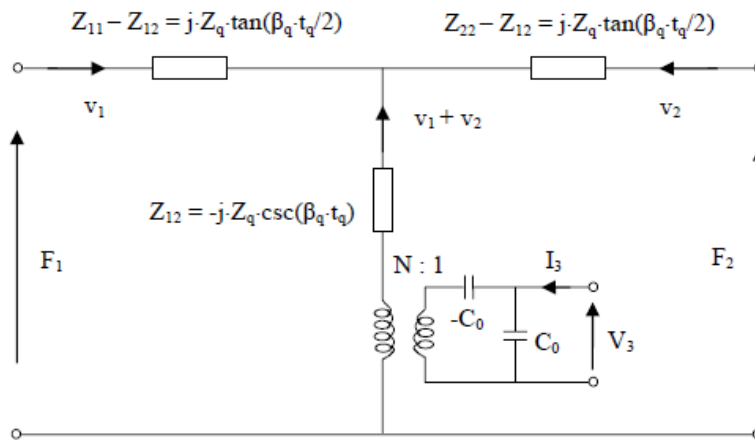 Z₁₁ – Z₁₂ = j·Z_q·tan(β_q·t_q/2)
Z₂₂ – Z₁₂ = j·Z_q·tan(β_q·t_q/2)
v₁
v₁ + v₂
v₂
Z₁₂ = -j·Z_q·csc(β_q·t_q)
F₁
N : 1
I₃
F₂
-C₀
C₀
V₃